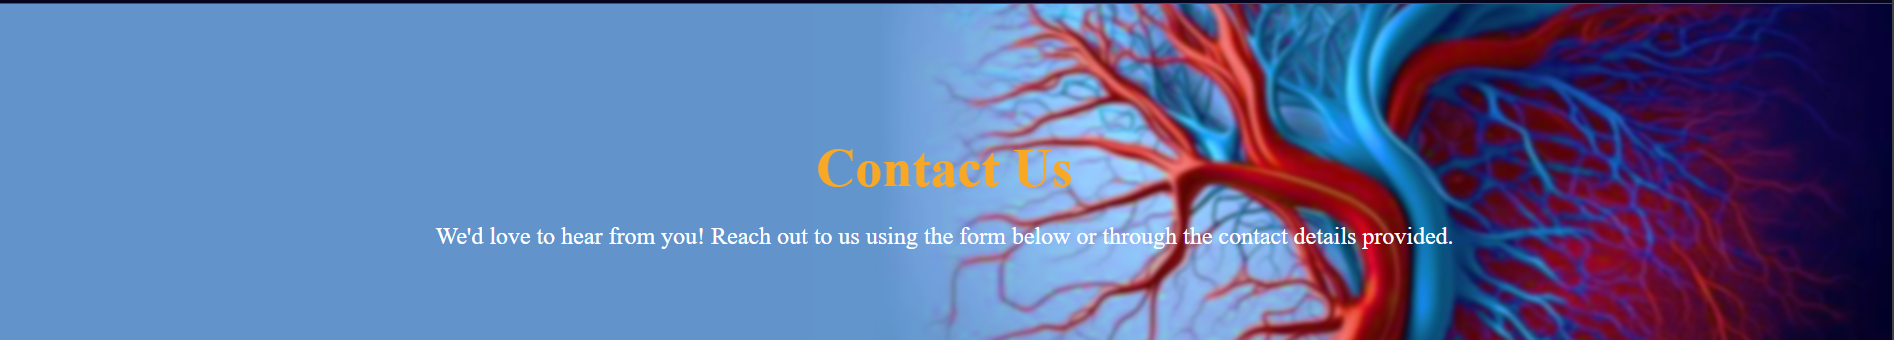 Contact Us
We'd love to hear from you! Reach out to us using the form below or through the contact details provided.